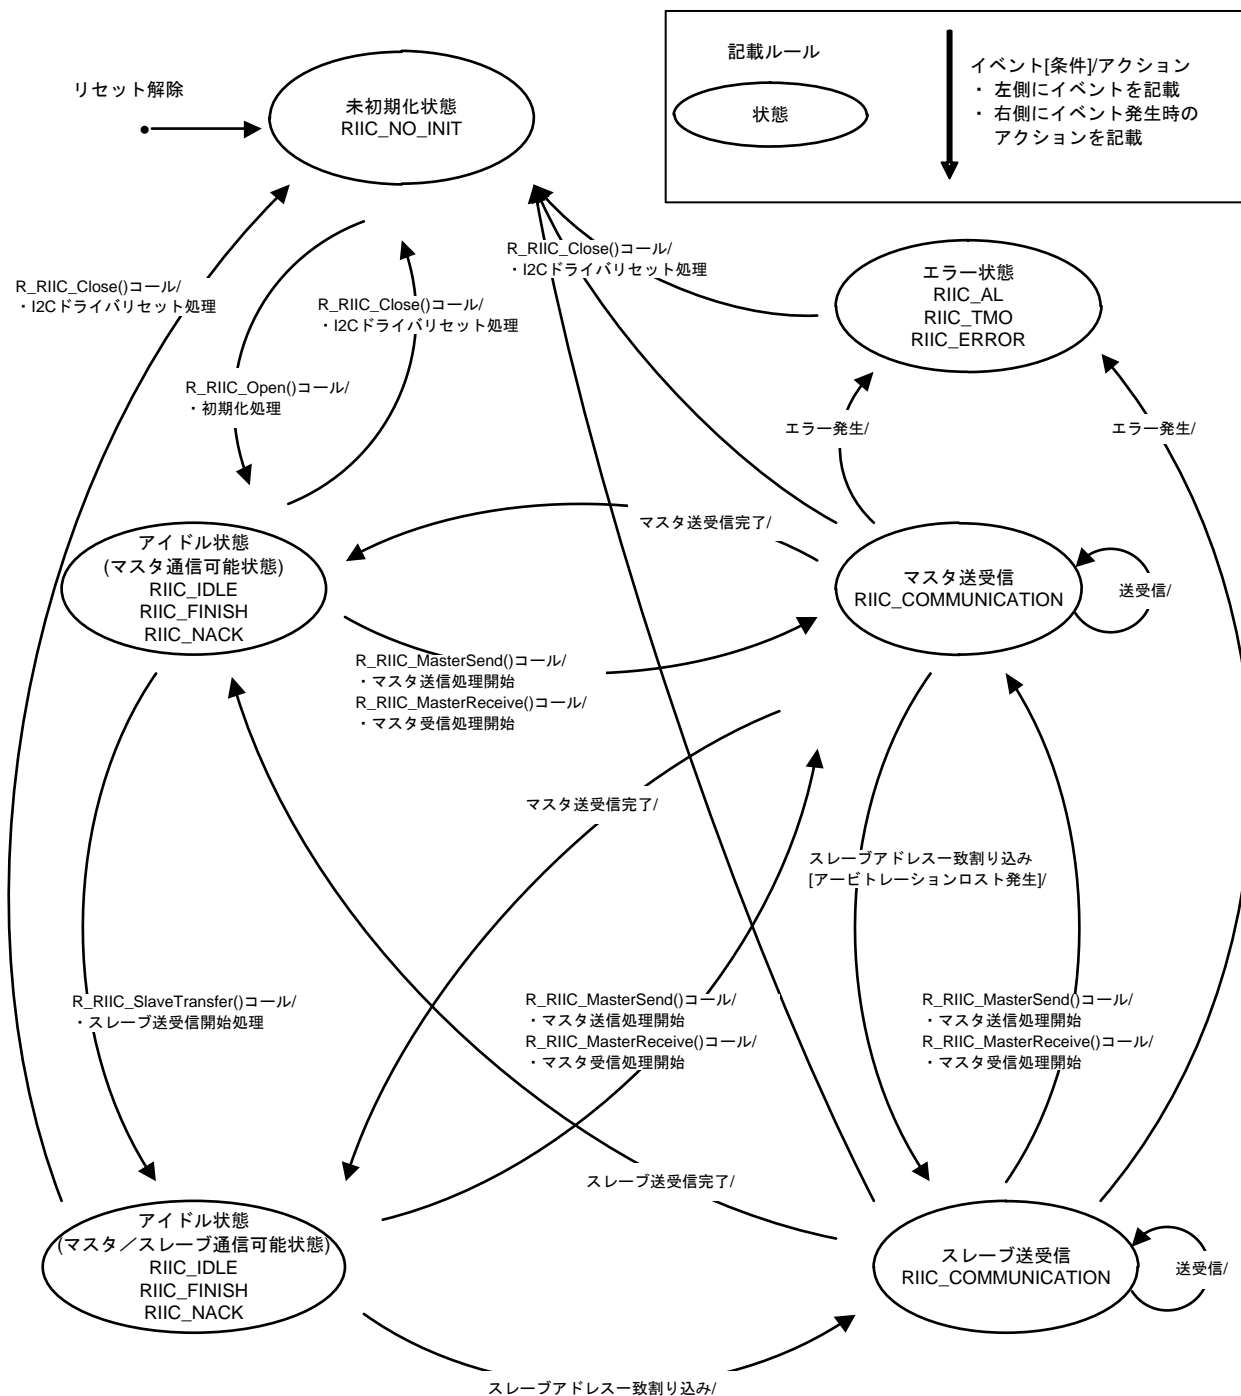 記載ルール
状態
イベント[条件]/アクション
・ 左側にイベントを記載
・ 右側にイベント発生時の
アクションを記載
リセット解除
未初期化状態
RIIC_NO_INIT
R_RIIC_Close()コール/
・I2Cドライバリセット処理
R_RIIC_Close()コール/
・I2Cドライバリセット処理
R_RIIC_Close()コール/
・I2Cドライバリセット処理
エラー状態
RIIC_AL
RIIC_TMO
RIIC_ERROR
R_RIIC_Open()コール/
・初期化処理
エラー発生/
エラー発生/
マスタ送受信完了/
アイドル状態
(マスタ通信可能状態)
RIIC_IDLE
RIIC_FINISH
RIIC_NACK
マスタ送受信
RIIC_COMMUNICATION
送受信/
R_RIIC_MasterSend()コール/
・マスタ送信処理開始
R_RIIC_MasterReceive()コール/
・マスタ受信処理開始
マスタ送受信完了/
スレーブアドレス一致割り込み
[アービトレーションロスト発生]/
R_RIIC_SlaveTransfer()コール/
・スレーブ送受信開始処理
R_RIIC_MasterSend()コール/
・マスタ送信処理開始
R_RIIC_MasterReceive()コール/
・マスタ受信処理開始
R_RIIC_MasterSend()コール/
・マスタ送信処理開始
R_RIIC_MasterReceive()コール/
・マスタ受信処理開始
スレーブ送受信完了/
アイドル状態
(マスタ／スレーブ通信可能状態)
RIIC_IDLE
RIIC_FINISH
RIIC_NACK
スレーブ送受信
RIIC_COMMUNICATION
送受信/
スレーブアドレス一致割り込み/